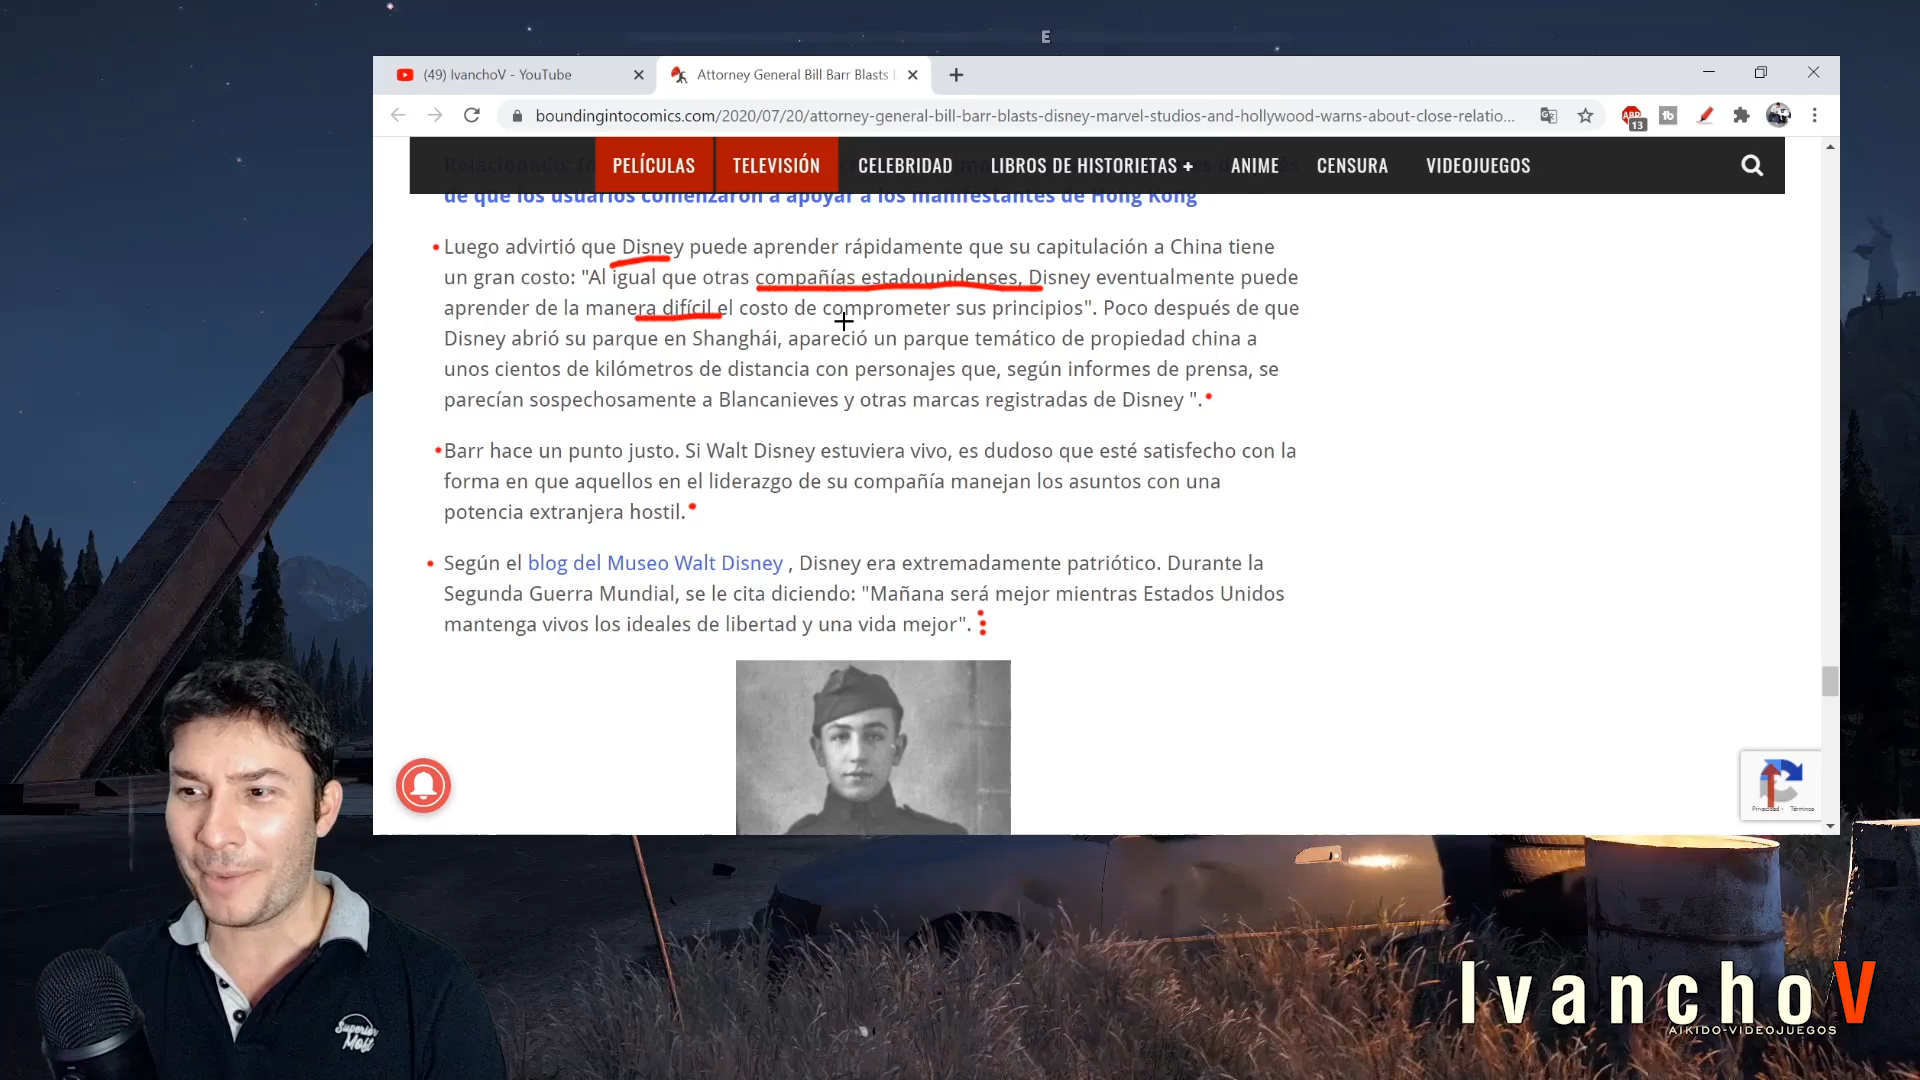 E
(49) IvanchoV - YouTube
Attorney General Bill Barr Blasts
boundingintocomics.com/2020/07/20/attorney-general-bill-barr-blasts-disney-marvel-studios-and-hollywood-warns-about-close-relatio...
ABP
13
tb
PELÍCULAS
TELEVISIÓN
CELEBRIDAD
LIBROS DE HISTORIETAS +
ANIME
CENSURA
VIDEOJUEGOS
Relacionado:
de que los usuarios comenzaron a apoyar a los manifestantes de Hong Kong
Luego advirtió que Disney puede aprender rápidamente que su capitulación a China tiene
un gran costo: "Al igual que otras compañías estadounidenses, Disney eventualmente puede
aprender de la manera difícil el costo de comprometer sus principios". Poco después de que
Disney abrió su parque en Shanghái, apareció un parque temático de propiedad china a
unos cientos de kilómetros de distancia con personajes que, según informes de prensa, se
parecían sospechosamente a Blancanieves y otras marcas registradas de Disney ".
Barr hace un punto justo. Si Walt Disney estuviera vivo, es dudoso que esté satisfecho con la
forma en que aquellos en el liderazgo de su compañía manejan los asuntos con una
potencia extranjera hostil.
Según el blog del Museo Walt Disney , Disney era extremadamente patriótico. Durante la
Segunda Guerra Mundial, se le cita diciendo: "Mañana será mejor mientras Estados Unidos
mantenga vivos los ideales de libertad y una vida mejor".
Privacidad - Términos
Superior
Most
IvanchoV
AIKIDO-VIDEOJUEGOS